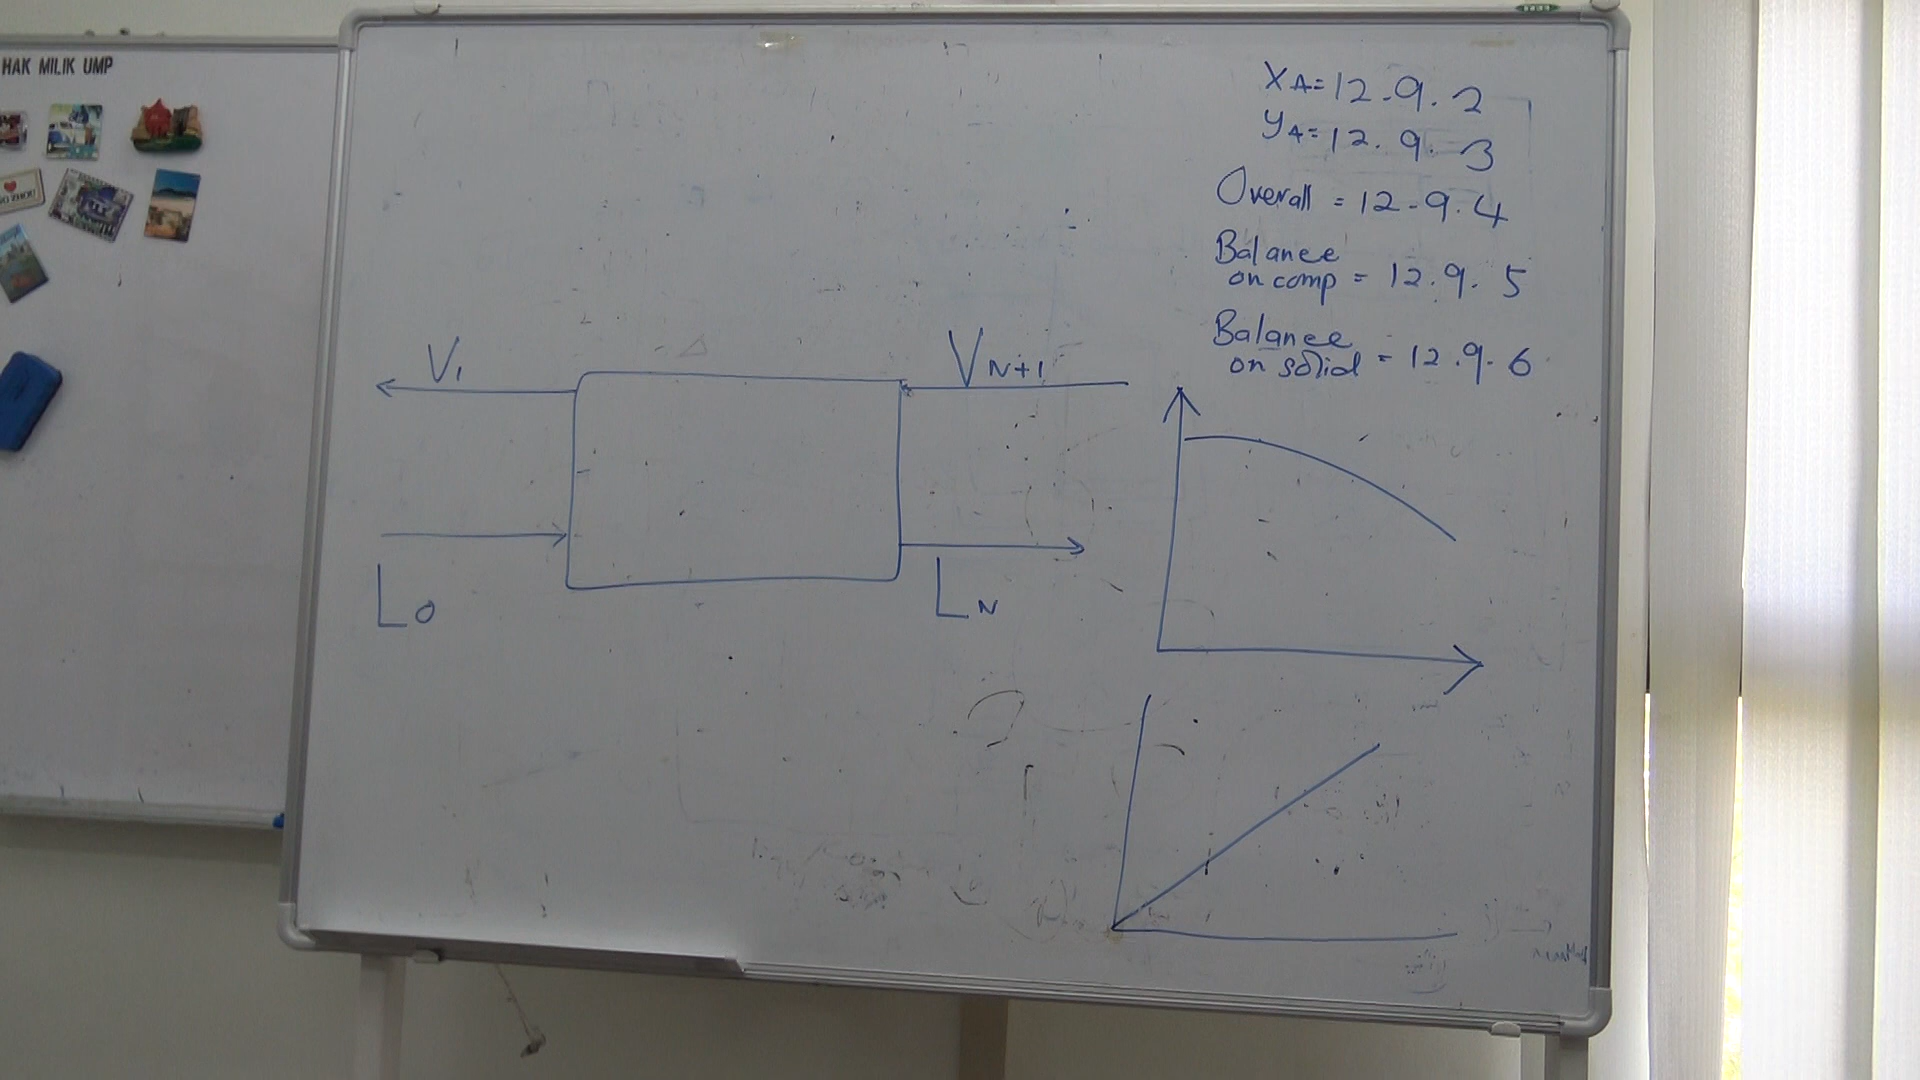 HAK MILIK UMP
XA=12-9.2
YA=12.9.3
Overall = 12-9.4
Balance
on comp = 12.9.5
Balance
on solid = 12.9.6
V1
VN+1
L0
LN